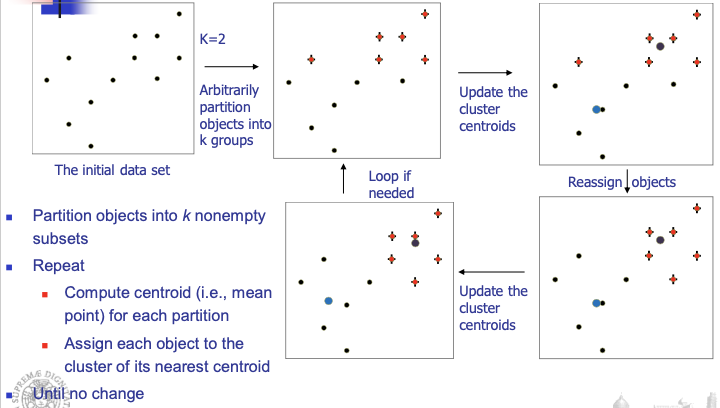 K=2
Arbitrarily
partition
objects into
k groups
Update the
cluster
centroids
The initial data set
Loop if
needed
Reassign objects
Update the
cluster
centroids
Partition objects into k nonempty
subsets
Repeat
Compute centroid (i.e., mean
point) for each partition
Assign each object to the
cluster of its nearest centroid
Until no change
SUPREMÆ DIGNIT